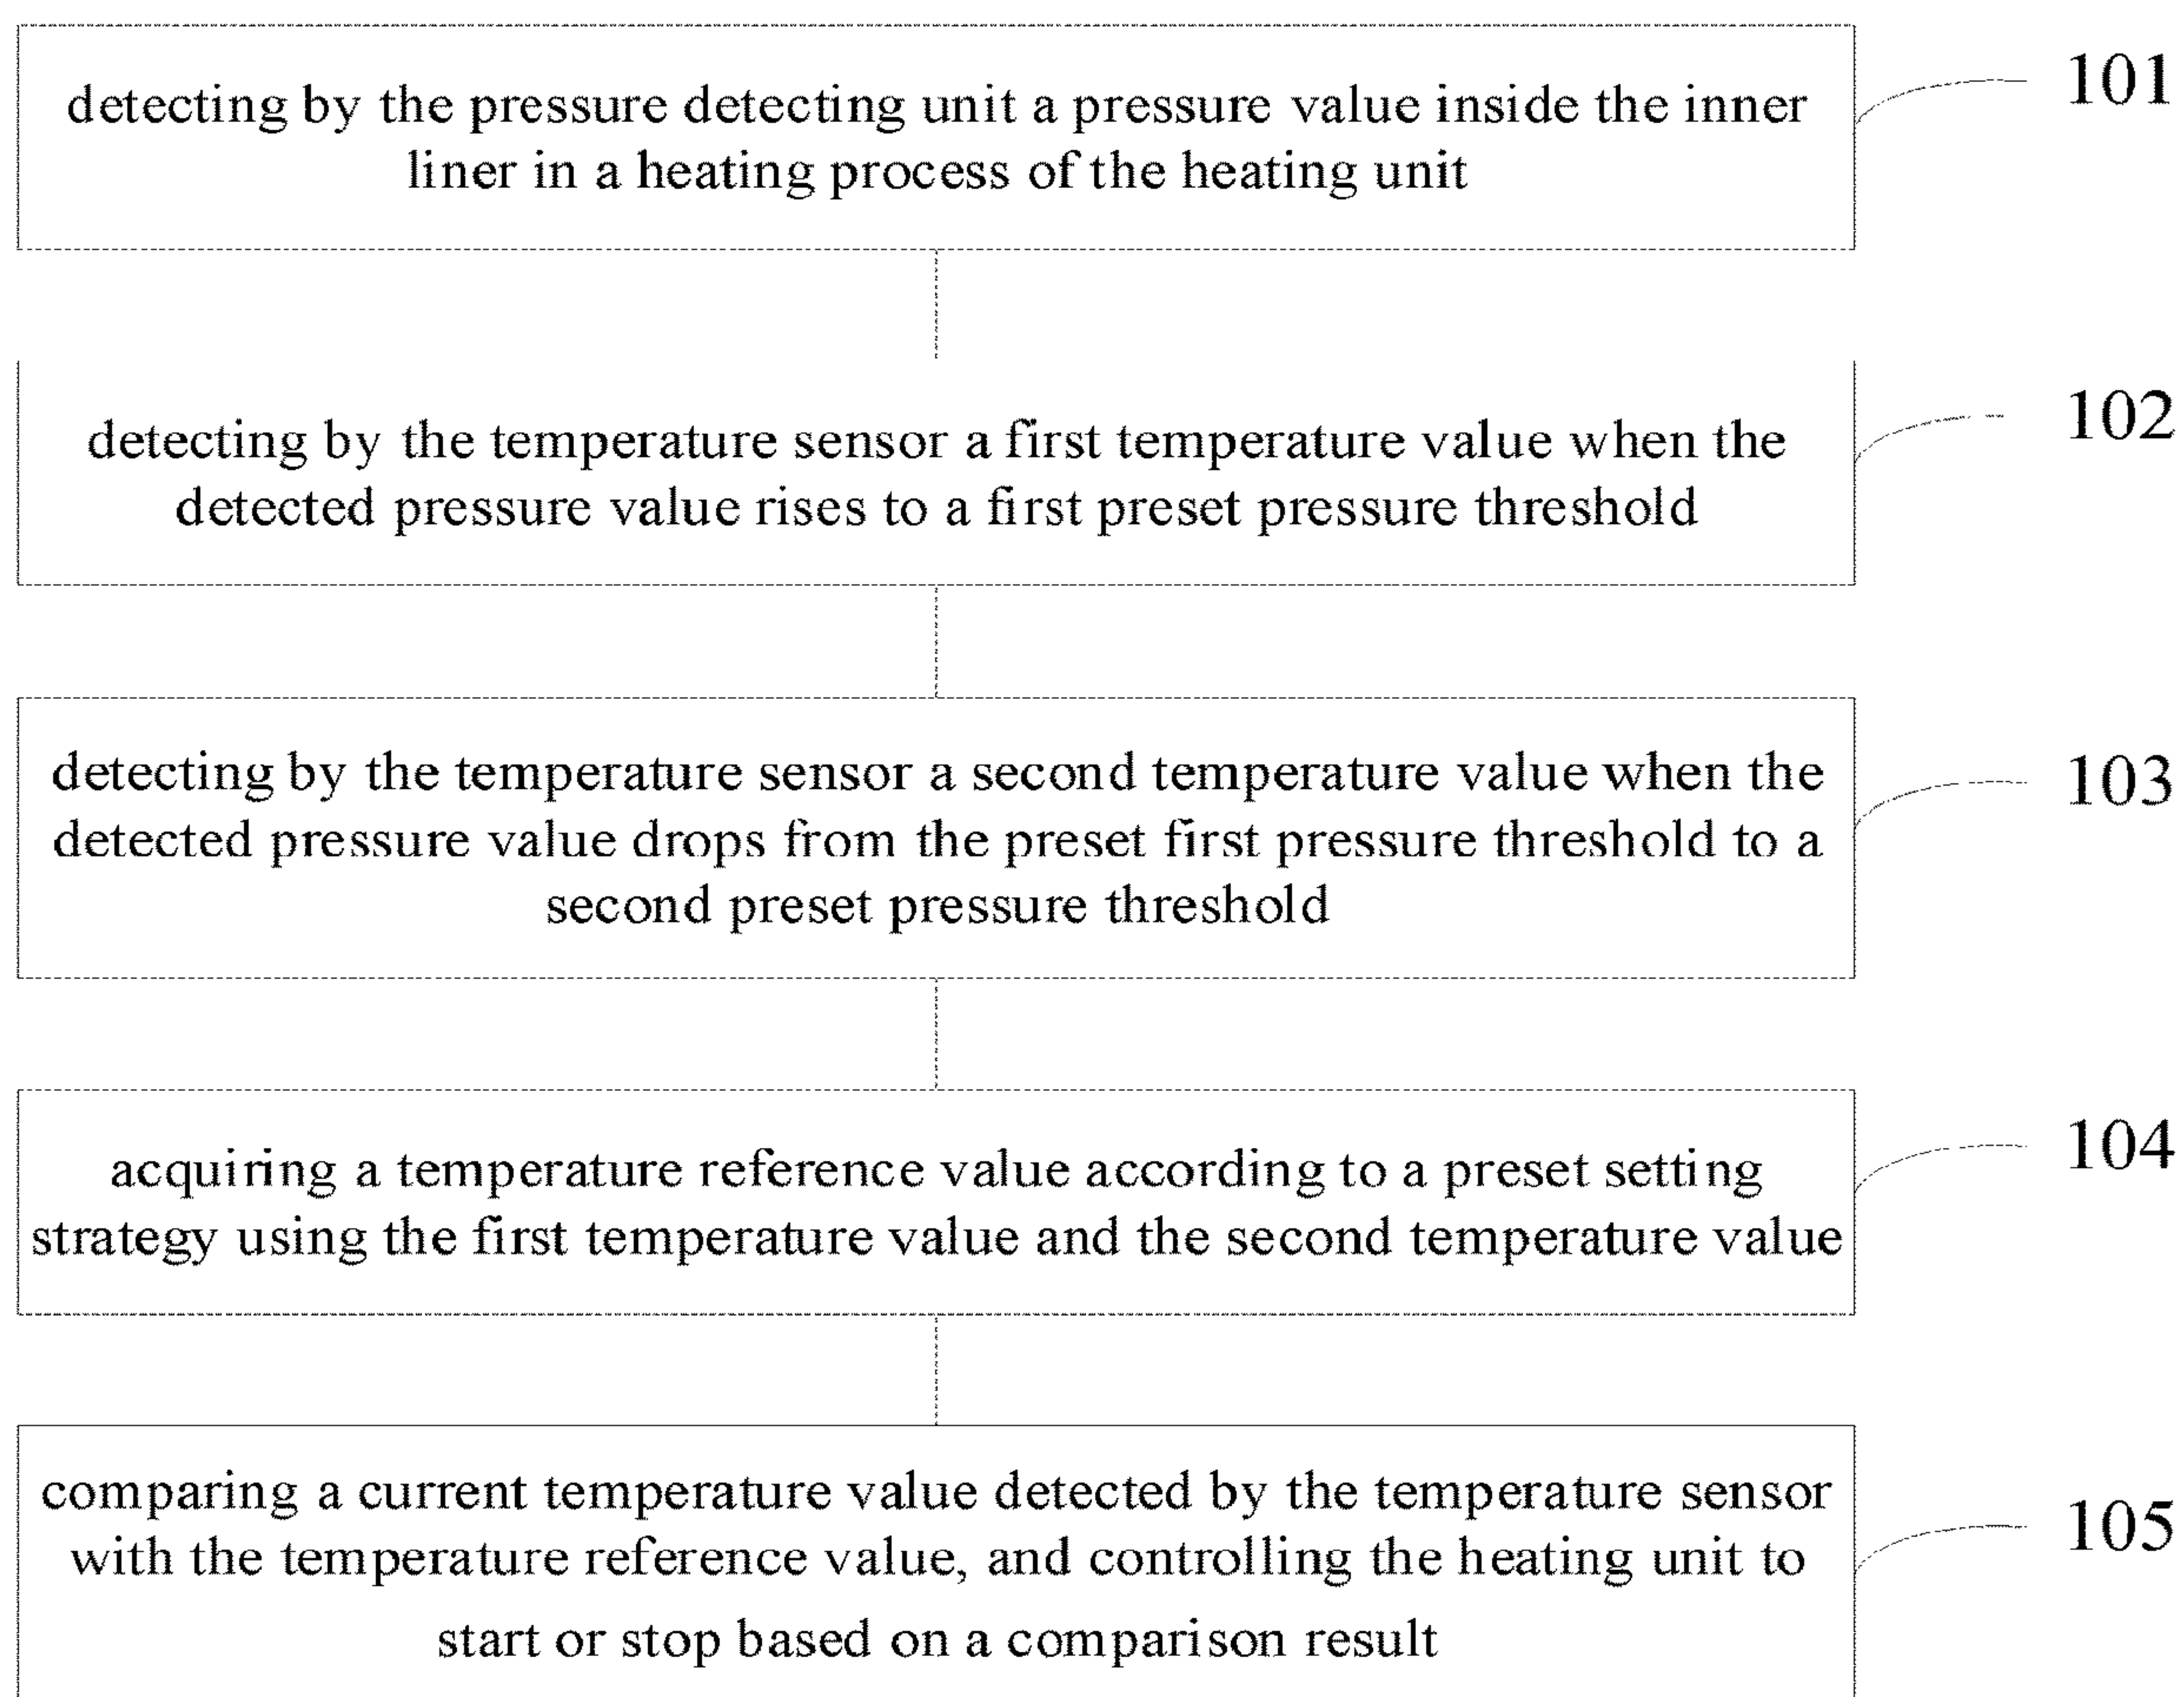 detecting by the pressure detecting unit a pressure value inside the inner
liner in a heating process of the heating unit
101
detecting by the temperature sensor a first temperature value when the
detected pressure value rises to a first preset pressure threshold
102
detecting by the temperature sensor a second temperature value when the
detected pressure value drops from the preset first pressure threshold to a
second preset pressure threshold
103
acquiring a temperature reference value according to a preset setting
strategy using the first temperature value and the second temperature value
104
comparing a current temperature value detected by the temperature sensor
with the temperature reference value, and controlling the heating unit to
start or stop based on a comparison result
105